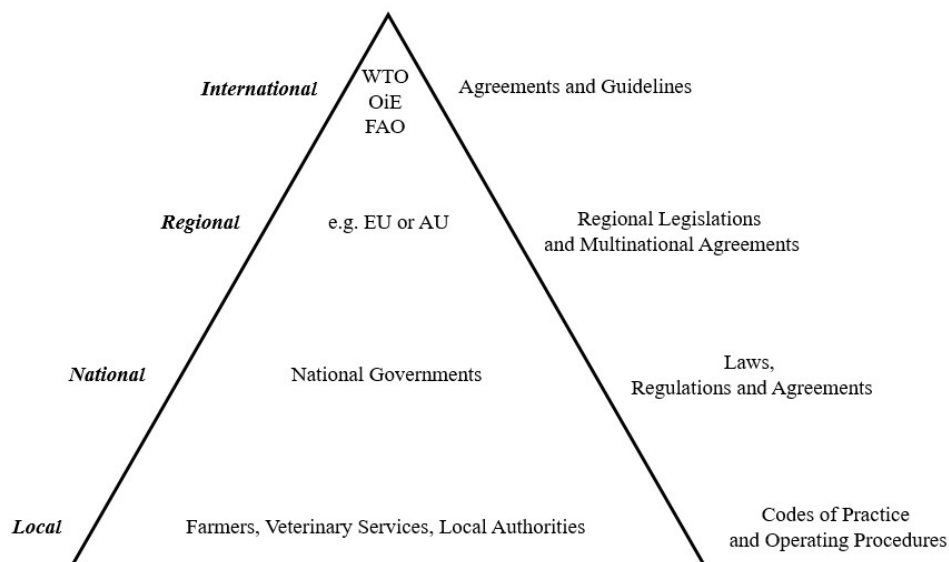 International
WTO
OiE
FAO
Agreements and Guidelines
Regional
e.g. EU or AU
Regional Legislations
and Multinational Agreements
National
National Governments
Laws,
Regulations and Agreements
Local
Farmers, Veterinary Services, Local Authorities
Codes of Practice
and Operating Procedures